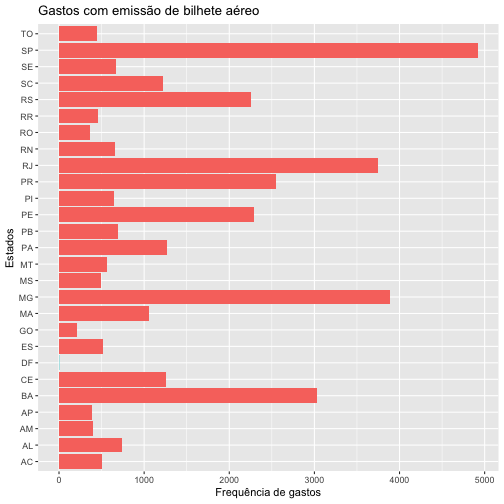 Gastos com emissão de bilhete aéreo
Estados
TO
SP
SE
SC
RS
RR
RO
RN
RJ
PR
PI
PE
PB
PA
MT
MS
MG
MA
GO
ES
DF
CE
BA
AP
AM
AL
AC
0 1000 2000 3000 4000 5000
Frequência de gastos